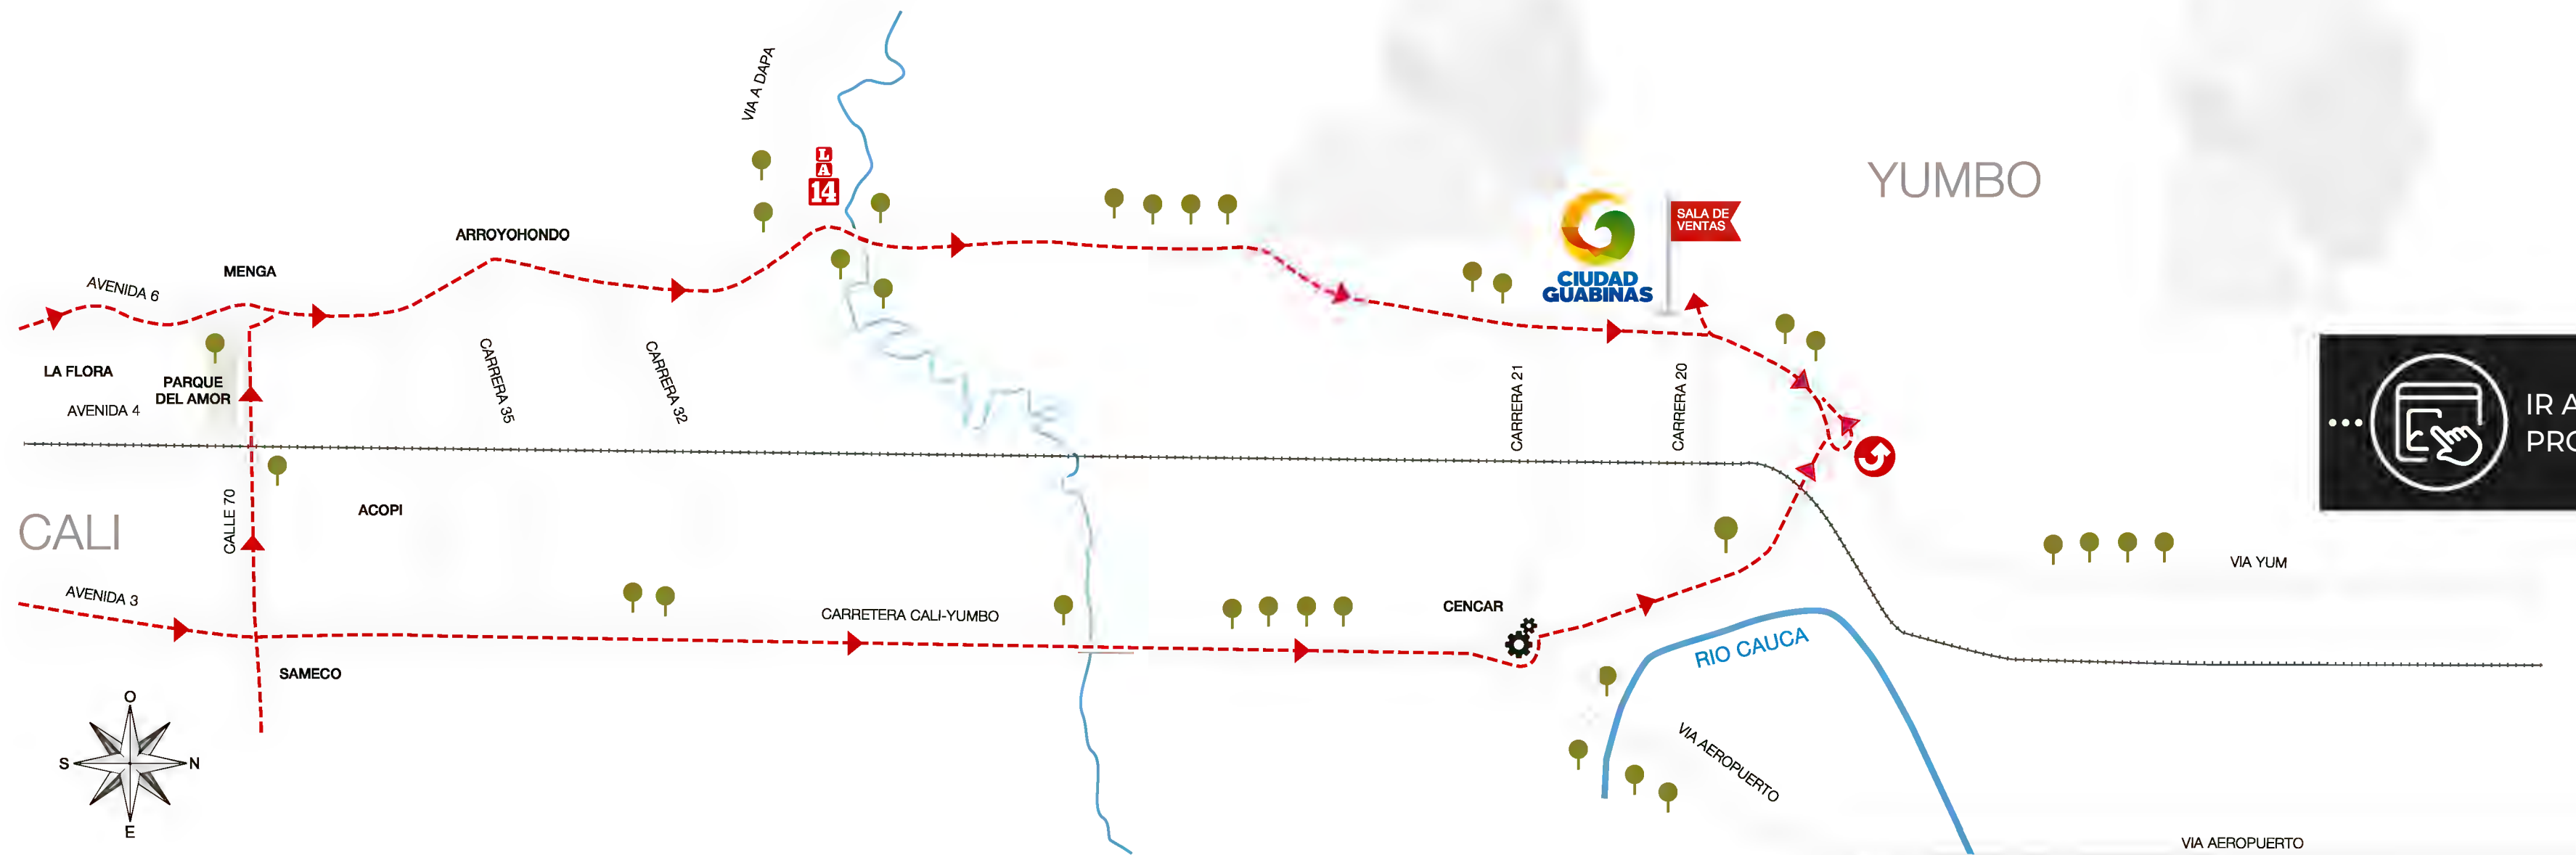 VIA A DAPA
LA
14
YUMBO
SALA DE
VENTAS
CIUDAD
GUABINAS
ARROYOHONDO
MENGA
AVENIDA 6
LA FLORA
PARQUE
DEL AMOR
AVENIDA 4
CARRERA 35
CARRERA 32
CARRERA 21
CARRERA 20
IR A
PRO
CALLE 70
ACOPI
CALI
AVENIDA 3
CARRETERA CALI-YUMBO
CENCAR
VIA YUM
RIO CAUCA
SAMECO
VIA AEROPUERTO
O
S
N
E
VIA AEROPUERTO